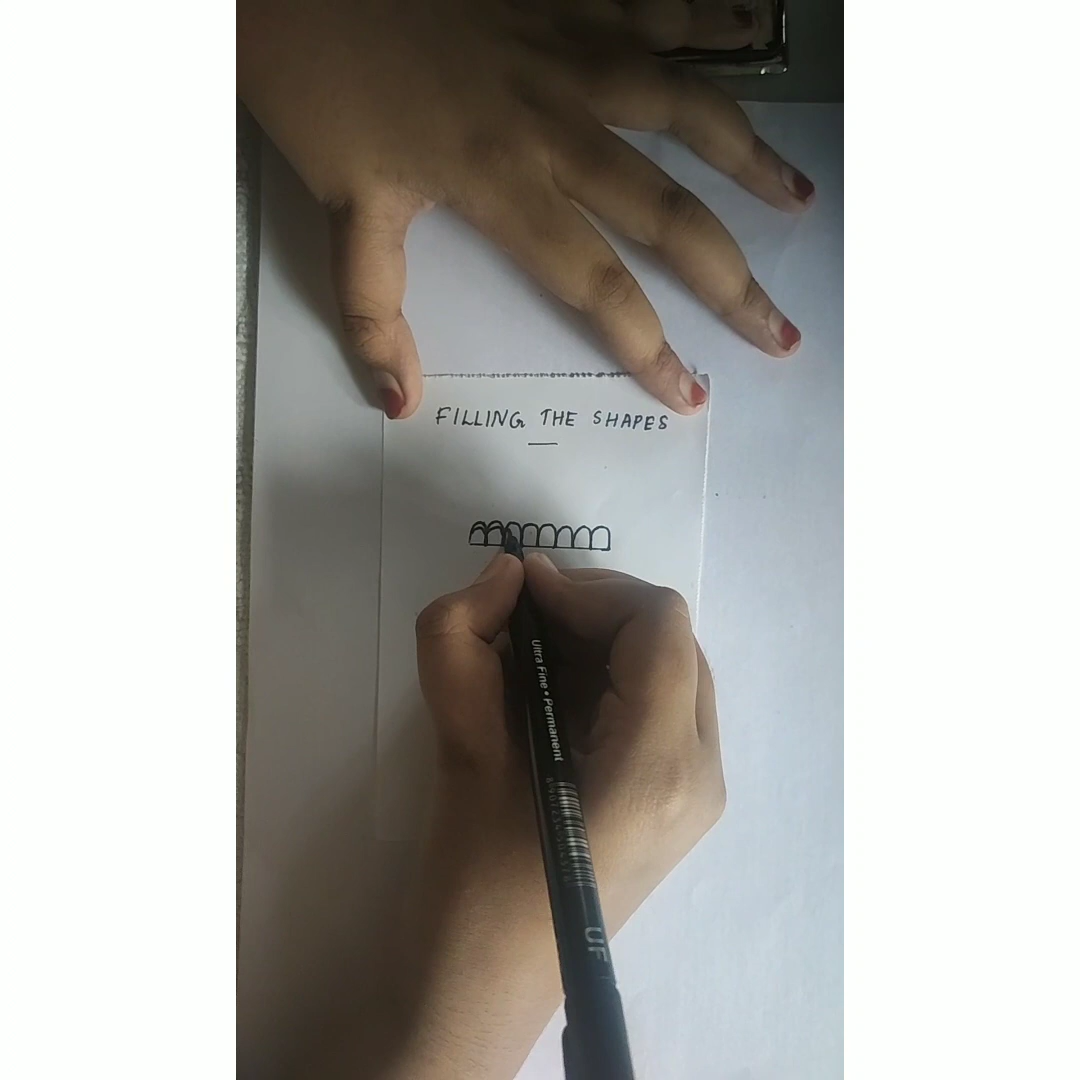 FILLING THE SHAPES
Ultra Fine • Permanent
UF